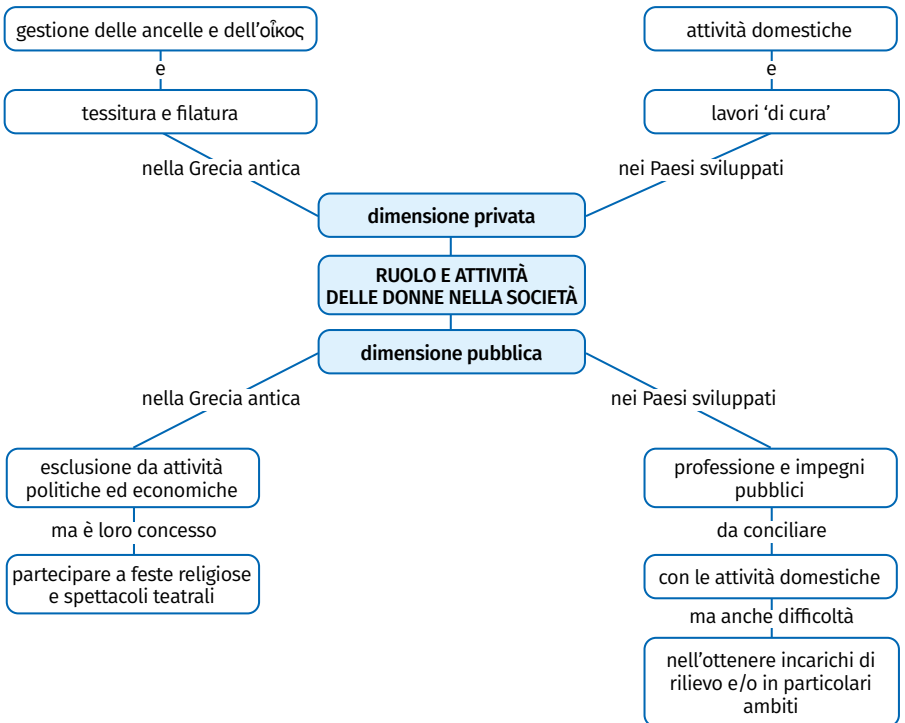 gestione delle ancelle e dell’οἶκος
e
tessitura e filatura
nella Grecia antica
attività domestiche
e
lavori ‘di cura’
nei Paesi sviluppati
dimensione privata
RUOLO E ATTIVITÀ
DELLE DONNE NELLA SOCIETÀ
dimensione pubblica
nella Grecia antica
esclusione da attività
politiche ed economiche
ma è loro concesso
partecipare a feste religiose
e spettacoli teatrali
nei Paesi sviluppati
professione e impegni
pubblici
da conciliare
con le attività domestiche
ma anche difficoltà
nell’ottenere incarichi di
rilievo e/o in particolari
ambiti